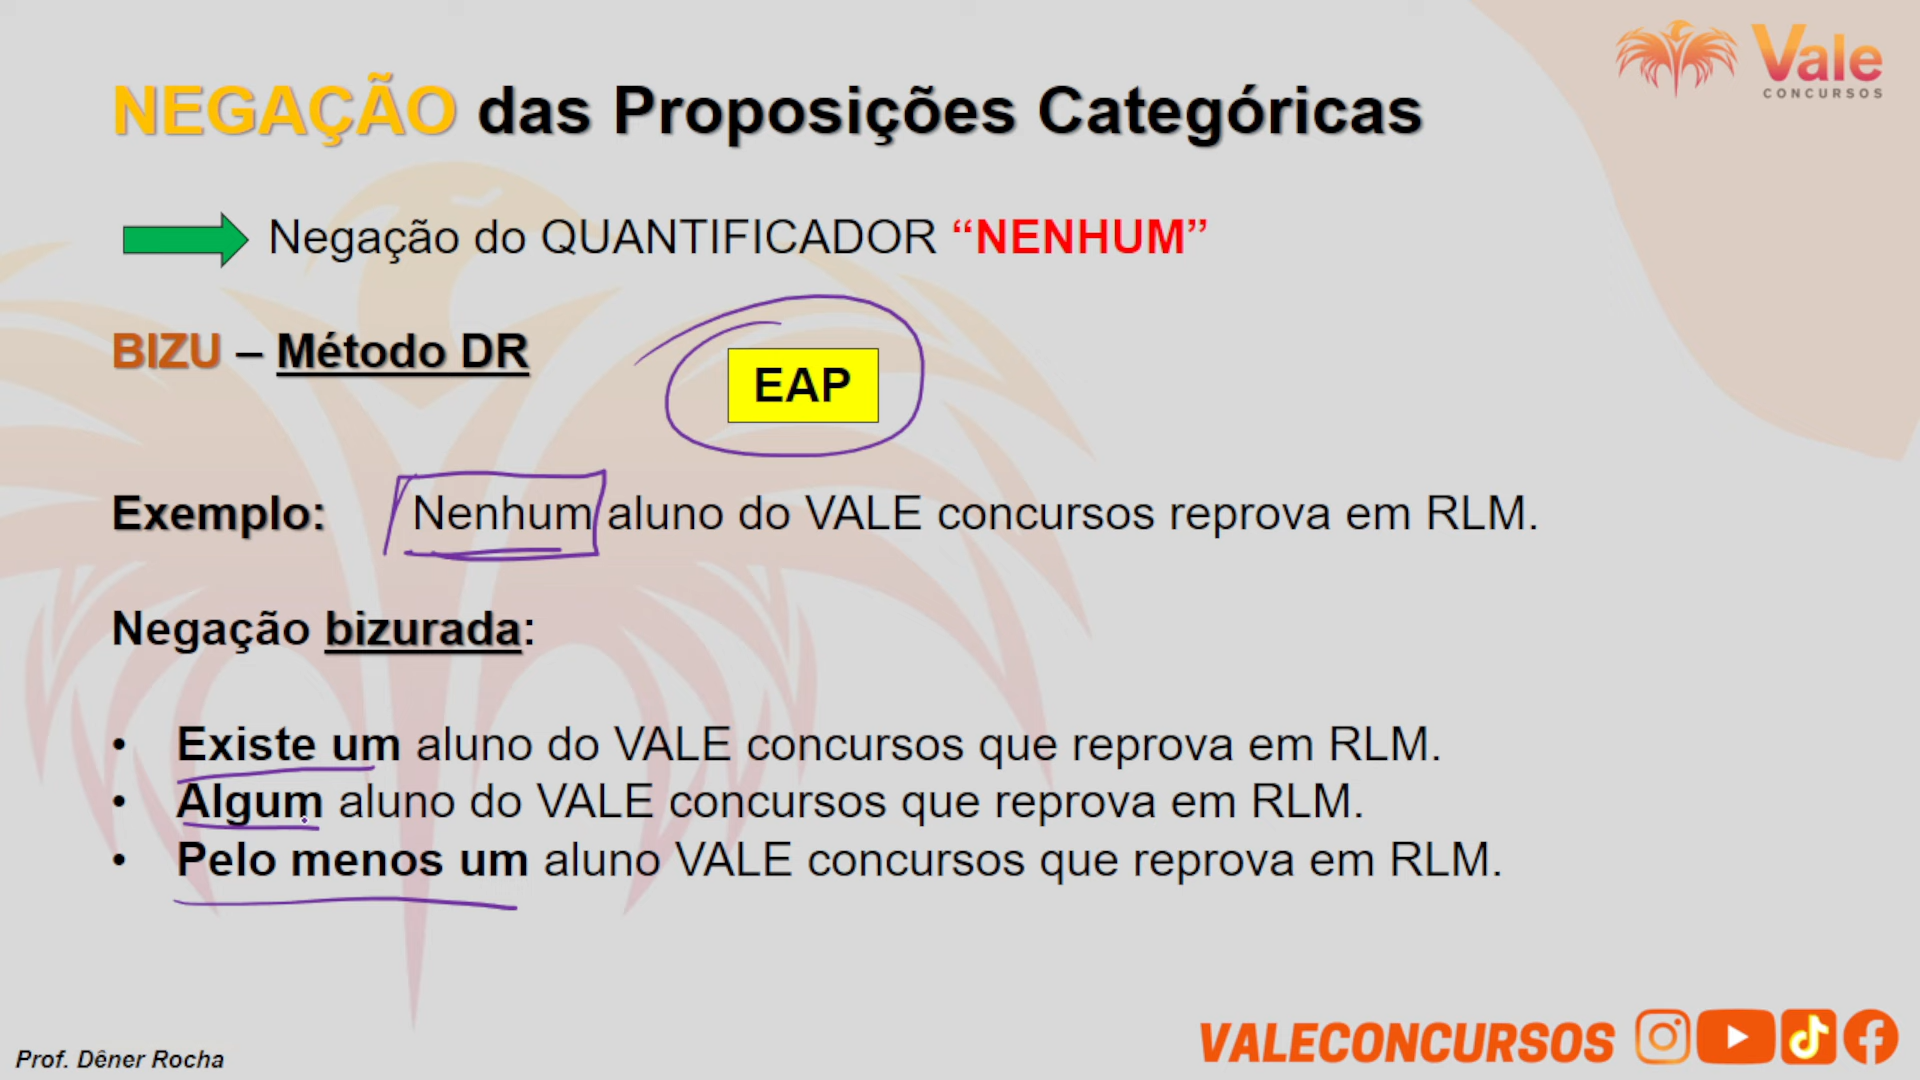 Vale
CONCURSOS
NEGAÇÃO das Proposições Categóricas
Negação do QUANTIFICADOR “NENHUM”
BIZU – Método DR
EAP
Exemplo: Nenhum aluno do VALE concursos reprova em RLM.
Negação bizurada:
• Existe um aluno do VALE concursos que reprova em RLM.
• Algum aluno do VALE concursos que reprova em RLM.
• Pelo menos um aluno VALE concursos que reprova em RLM.
VALECONCURSOS
Prof. Dêner Rocha